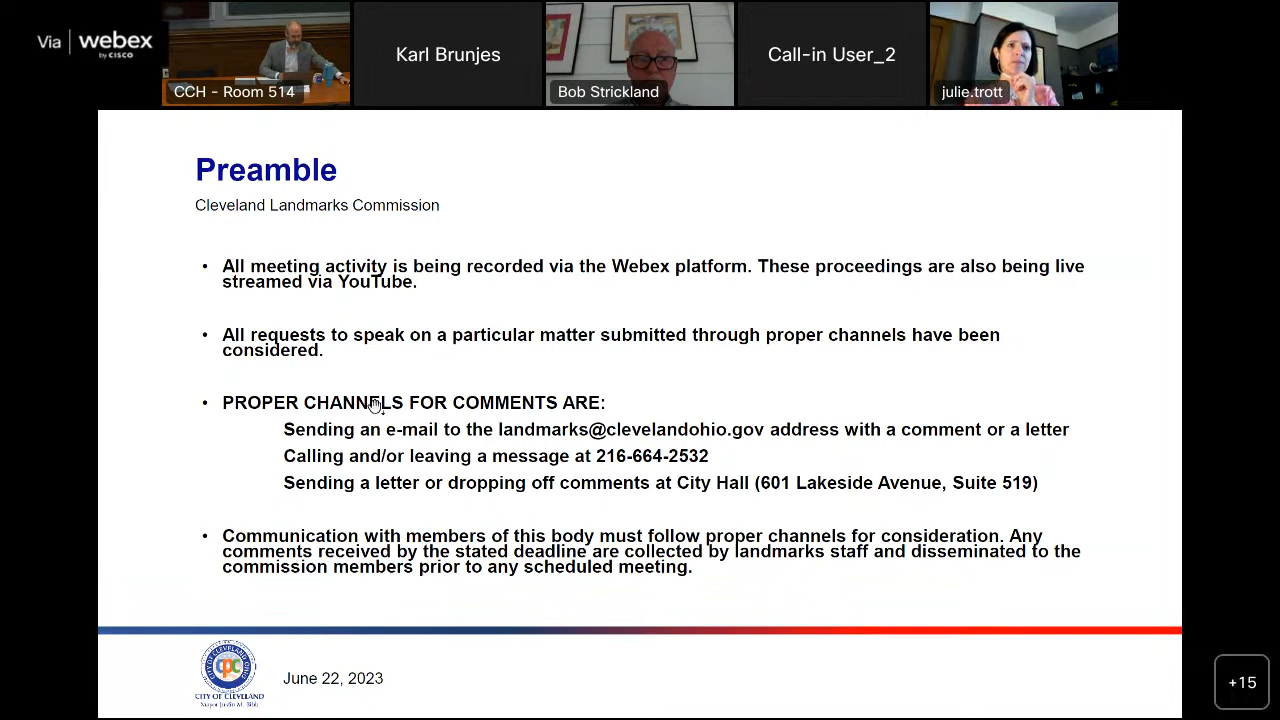 Via webex
by CISCO
CCH - Room 514
Karl Brunjes
Bob Strickland
Call-in User_2
julie.trott
Preamble
Cleveland Landmarks Commission
• All meeting activity is being recorded via the Webex platform. These proceedings are also being live
streamed via YouTube.
• All requests to speak on a particular matter submitted through proper channels have been
considered.
• PROPER CHANNELS FOR COMMENTS ARE:
Sending an e-mail to the landmarks@clevelandohio.gov address with a comment or a letter
Calling and/or leaving a message at 216-664-2532
Sending a letter or dropping off comments at City Hall (601 Lakeside Avenue, Suite 519)
• Communication with members of this body must follow proper channels for consideration. Any
comments received by the stated deadline are collected by landmarks staff and disseminated to the
commission members prior to any scheduled meeting.
cpc
CITY OF CLEVELAND
Mayor Justin M. Bibb
June 22, 2023
+15